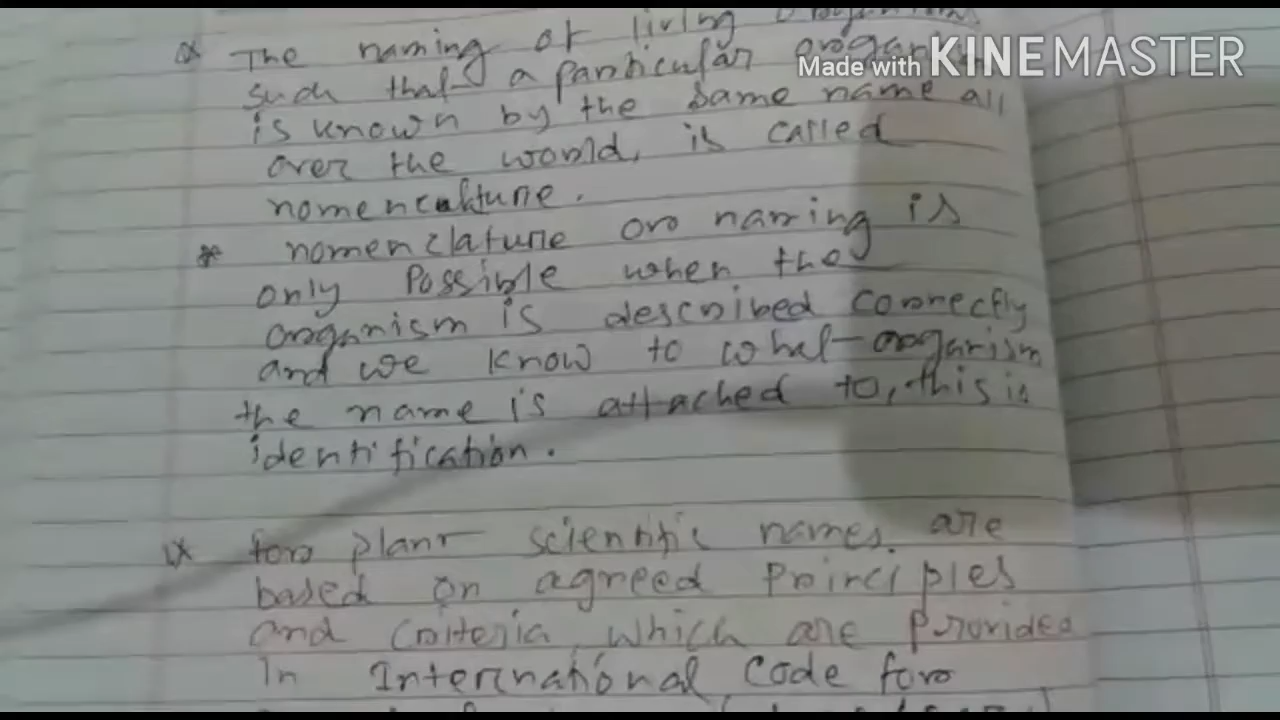 The naming of living organisms
such that a particular organi
Made with KINEMASTER
is known by the same name all
over the world, is called
nomenclature.
* nomenclature or naming is
only possible when the
organism is described correctly
and we know to what organism
the name is attached to, this is
identification.
* for plant scientific names are
based on agreed principles
and criteria, which are provided
In International Code for